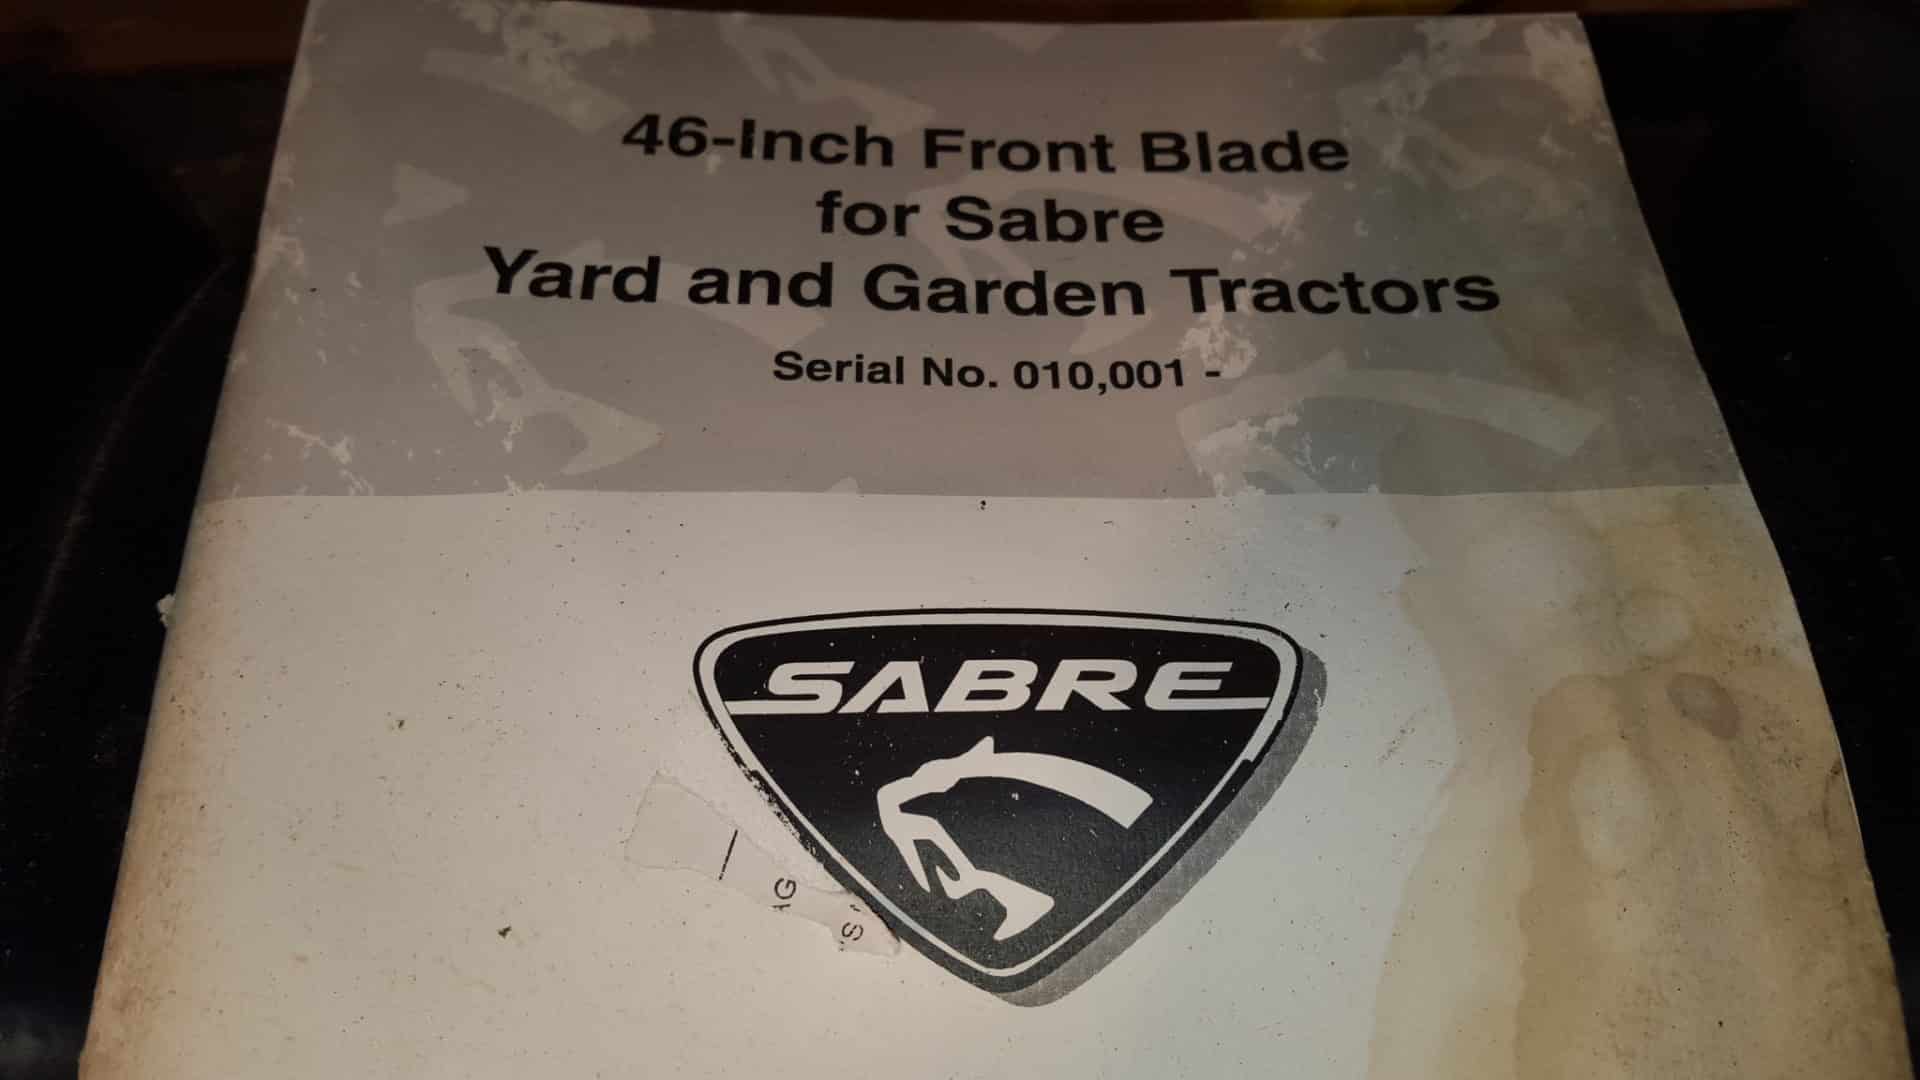 46-Inch Front Blade
for Sabre
Yard and Garden Tractors
Serial No. 010,001 -
SABRE